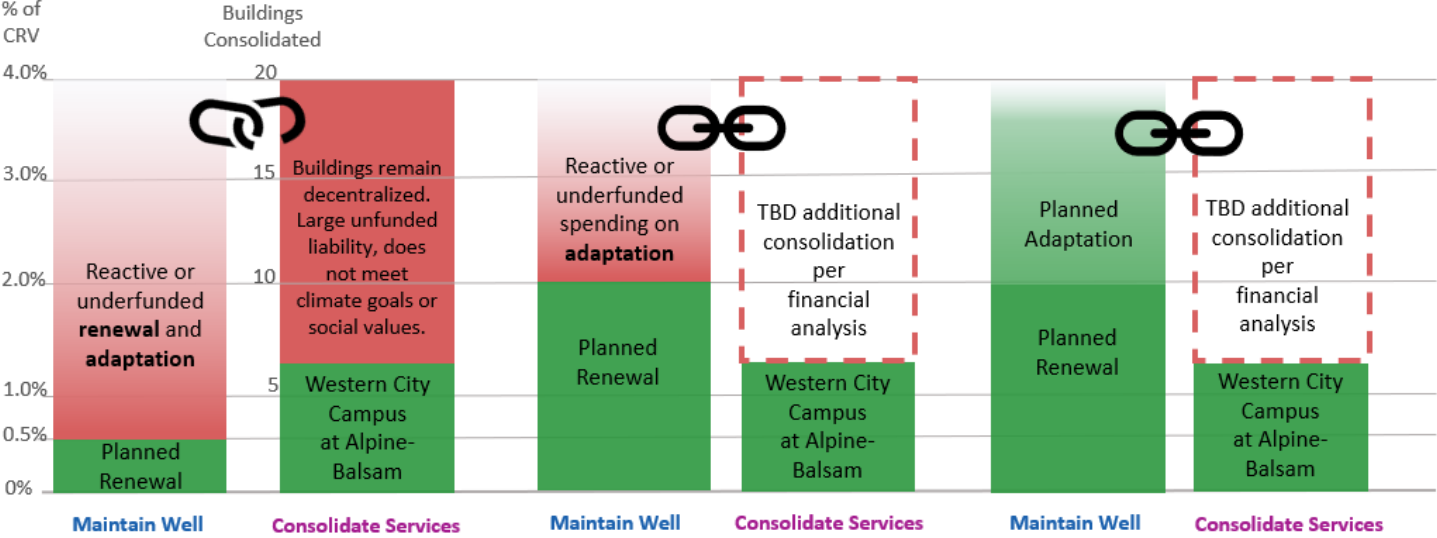 % of
CRV
Buildings
Consolidated
4.0%
3.0%
2.0%
1.0%
0.5%
0%
20
15
10
5
Reactive or
underfunded
renewal and
adaptation
Planned
Renewal
Buildings remain
decentralized.
Large unfunded
liability, does
not meet
climate goals or
social values.
Western City
Campus
at Alpine-
Balsam
Reactive or
underfunded
spending on
adaptation
Planned
Renewal
TBD additional
consolidation
per
financial
analysis
Western City
Campus
at Alpine-
Balsam
Planned
Adaptation
Planned
Renewal
TBD additional
consolidation
per
financial
analysis
Western City
Campus
at Alpine-
Balsam
Maintain Well
Consolidate Services
Maintain Well
Consolidate Services
Maintain Well
Consolidate Services